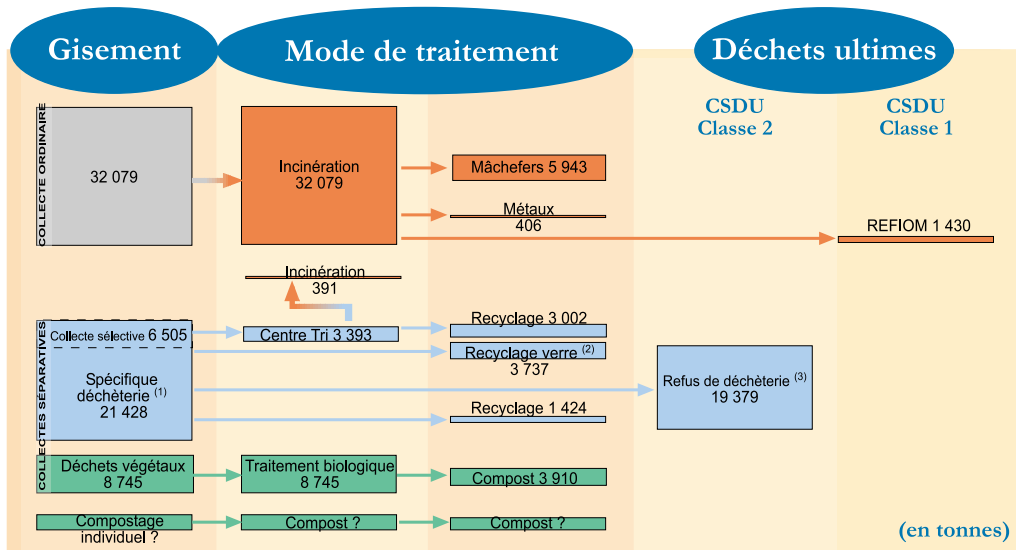 Gisement
Mode de traitement
Déchets ultimes
CSDU
Classe 2
CSDU
Classe 1
COLLECTE ORDINAIRE
32 079
Incinération
32 079
Mâchefers 5 943
Métaux
406
REFIOM 1 430
Incinération
391
COLLECTES SÉPARATIVES
Collecte sélective 6 505
Centre Tri 3 393
Recyclage 3 002
Recyclage verre (2)
3 737
Spécifique
déchèterie (1)
21 428
Refus de déchèterie (3)
19 379
Recyclage 1 424
Déchets végétaux
8 745
Traitement biologique
8 745
Compost 3 910
Compostage
individuel ?
Compost ?
Compost ?
(en tonnes)